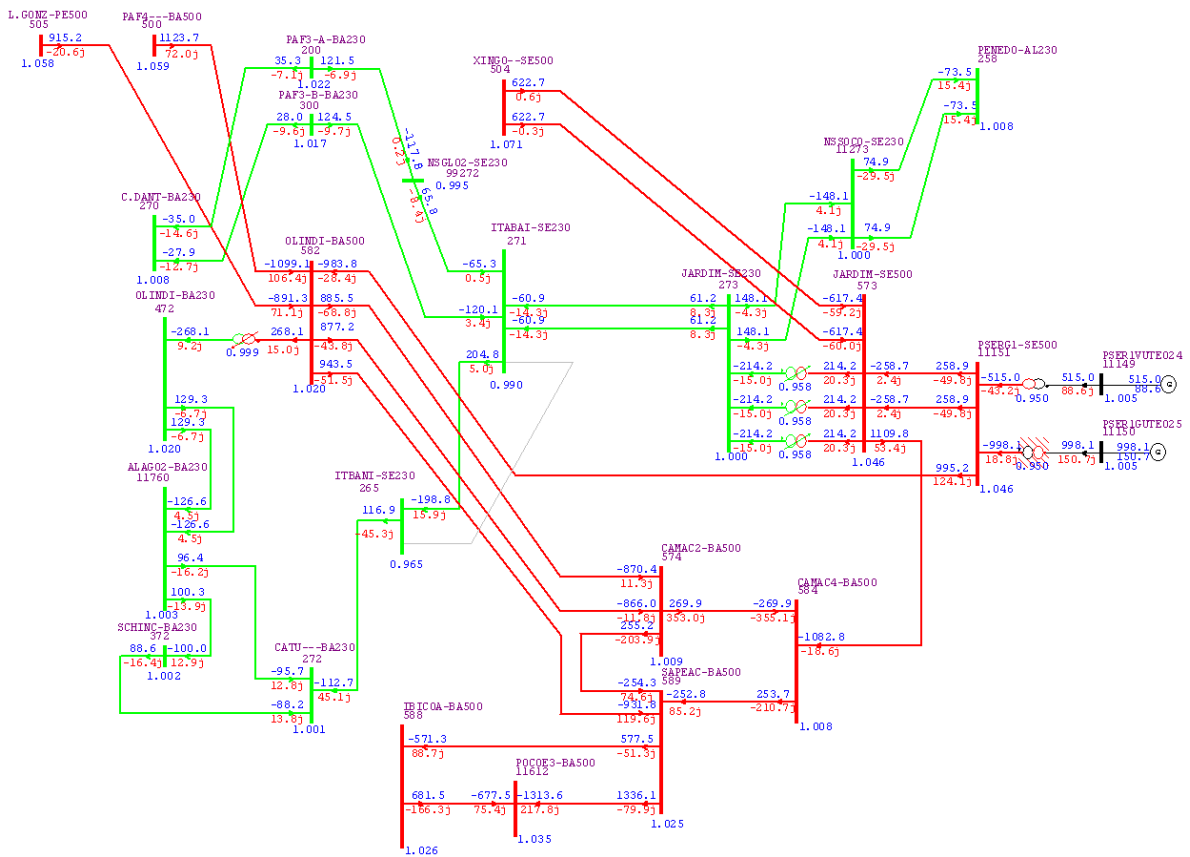 L.GONZ-PE500
505
915.2
-20.6j
1.058
PAF4---BA500
500
1123.7
72.0j
1.059
PAF3-A-BA230
200
35.3
-7.1j
121.5
-6.9j
1.022
PAF3-B-BA230
300
28.0
-9.6j
124.5
-9.7j
1.017
XINGO--SE500
504
622.7
0.6j
622.7
-0.3j
1.071
PENEDO-AL230
258
-73.5
15.4j
-73.5
15.4j
1.008
-117.8
0.2j
NSGLO2-SE230
99272
0.995
65.8
-8.4j
NSSOCO-SE230
11273
74.9
-29.5j
-148.1
4.1j
-148.1
4.1j
74.9
-29.5j
1.000
C.DANT-BA230
270
-35.0
-14.6j
-27.9
-12.7j
1.008
OLINDI-BA500
582
-1099.1
106.4j
-983.8
-28.4j
-891.3
71.1j
885.5
-68.8j
268.1
15.0j
877.2
-43.8j
943.5
-51.5j
1.020
ITABAI-SE230
271
-65.3
0.5j
-60.9
-14.3j
-120.1
3.4j
-60.9
-14.3j
204.8
5.0j
0.990
JARDIM-SE230
273
61.2
8.3j
148.1
-4.3j
61.2
8.3j
148.1
-4.3j
-214.2
-15.0j
-214.2
-15.0j
-214.2
-15.0j
1.000
0.958
0.958
0.958
JARDIM-SE500
573
-617.4
-59.2j
-617.4
-60.0j
214.2
20.3j
-258.7
2.4j
214.2
20.3j
-258.7
2.4j
214.2
20.3j
1109.8
53.4j
1.046
OLINDI-BA230
472
-268.1
9.2j
0.999
129.3
-6.7j
129.3
-6.7j
1.020
PSERG1-SE500
11151
258.9
-49.8j
-515.0
-43.2j
258.9
-49.8j
-998.1
18.8j
995.2
124.1j
1.046
0.950
0.950
PSER1VUTE024
11149
515.0
88.6j
515.0
88.6j
1.005
PSER1GUTE025
11150
998.1
150.7j
998.1
150.7j
1.005
ALAGO2-BA230
11760
-126.6
4.5j
-126.6
4.5j
96.4
-16.2j
100.3
-13.9j
1.003
ITBANI-SE230
265
116.9
-45.3j
-198.8
15.9j
0.965
SCHINC-BA230
372
88.6
-16.4j
-100.0
12.9j
1.002
CATU---BA230
272
-95.7
12.8j
-112.7
45.1j
-88.2
13.8j
1.001
CAMAC2-BA500
574
-870.4
11.3j
-866.0
-11.8j
269.9
353.0j
255.2
-203.9j
1.009
CAMAC4-BA500
584
-269.9
-355.1j
-1082.8
-18.6j
253.7
-210.7j
1.008
SAPEAC-BA500
589
-254.3
74.6j
-252.8
85.2j
-931.8
119.6j
577.5
-51.3j
1336.1
-79.9j
1.025
IBICOA-BA500
588
-571.3
88.7j
681.5
-166.3j
1.026
POCOE3-BA500
11612
-677.5
75.4j
-1313.6
217.8j
1.035